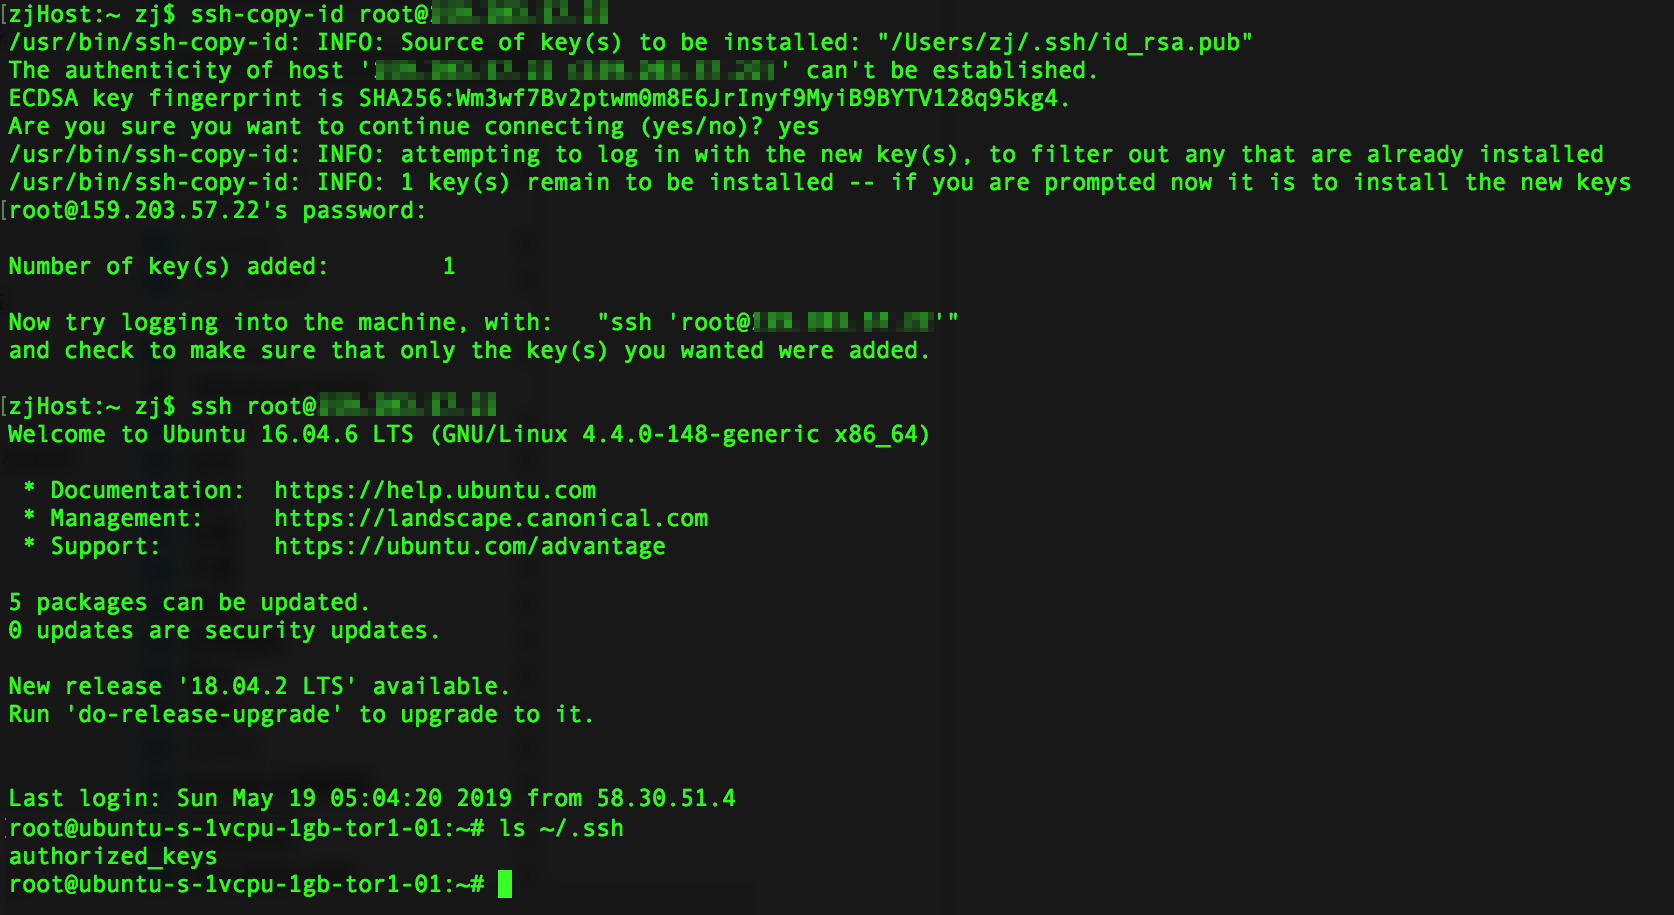 [zjHost:~ zj$ ssh-copy-id root@
/usr/bin/ssh-copy-id: INFO: Source of key(s) to be installed: "/Users/zj/.ssh/id_rsa.pub"
The authenticity of host '' can't be established.
ECDSA key fingerprint is SHA256:Wm3wf7Bv2ptwm0m8E6JrInyf9MyiB9BYTV128q95kg4.
Are you sure you want to continue connecting (yes/no)? yes
/usr/bin/ssh-copy-id: INFO: attempting to log in with the new key(s), to filter out any that are already installed
/usr/bin/ssh-copy-id: INFO: 1 key(s) remain to be installed -- if you are prompted now it is to install the new keys
[root@159.203.57.22's password:
Number of key(s) added:        1
Now try logging into the machine, with:   "ssh 'root@'"
and check to make sure that only the key(s) you wanted were added.
[zjHost:~ zj$ ssh root@
Welcome to Ubuntu 16.04.6 LTS (GNU/Linux 4.4.0-148-generic x86_64)
 * Documentation:  https://help.ubuntu.com
 * Management:     https://landscape.canonical.com
 * Support:        https://ubuntu.com/advantage
5 packages can be updated.
0 updates are security updates.
New release '18.04.2 LTS' available.
Run 'do-release-upgrade' to upgrade to it.
Last login: Sun May 19 05:04:20 2019 from 58.30.51.4
root@ubuntu-s-1vcpu-1gb-tor1-01:~# ls ~/.ssh
authorized_keys
root@ubuntu-s-1vcpu-1gb-tor1-01:~#